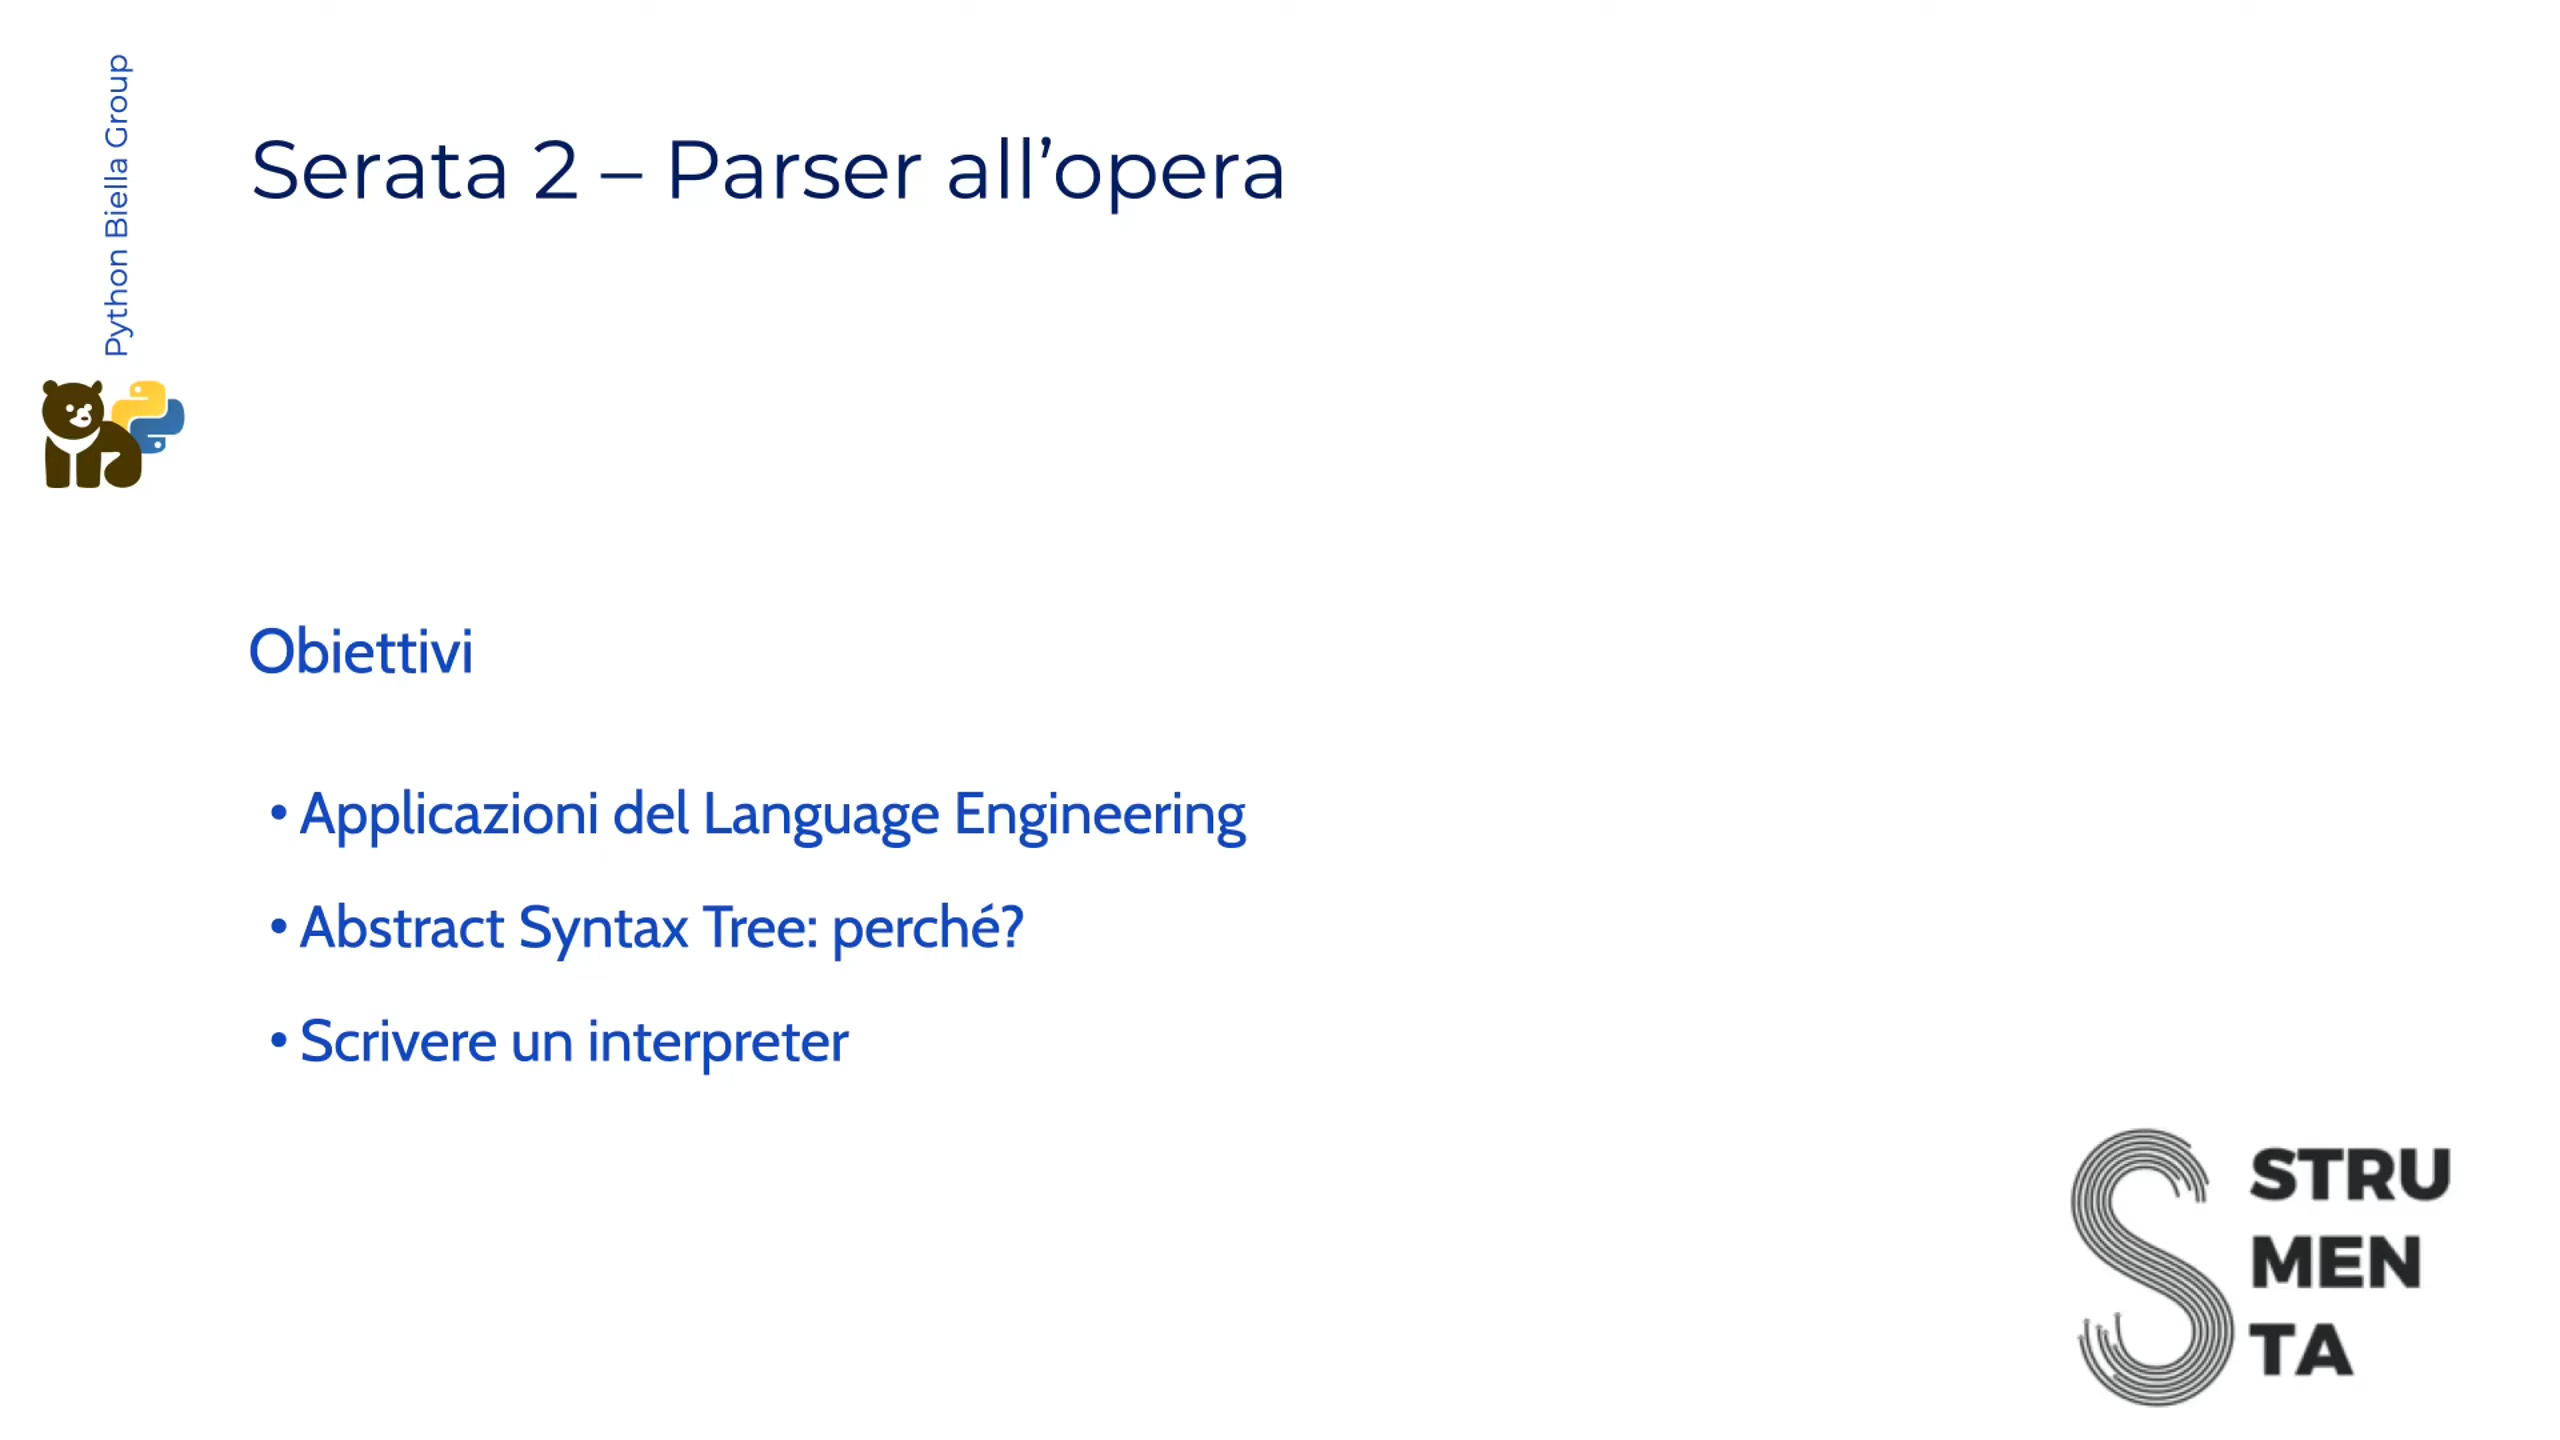 Python Biella Group
Serata 2 – Parser all’opera
Obiettivi
• Applicazioni del Language Engineering
• Abstract Syntax Tree: perché?
• Scrivere un interpreter
STRU
MEN
TA